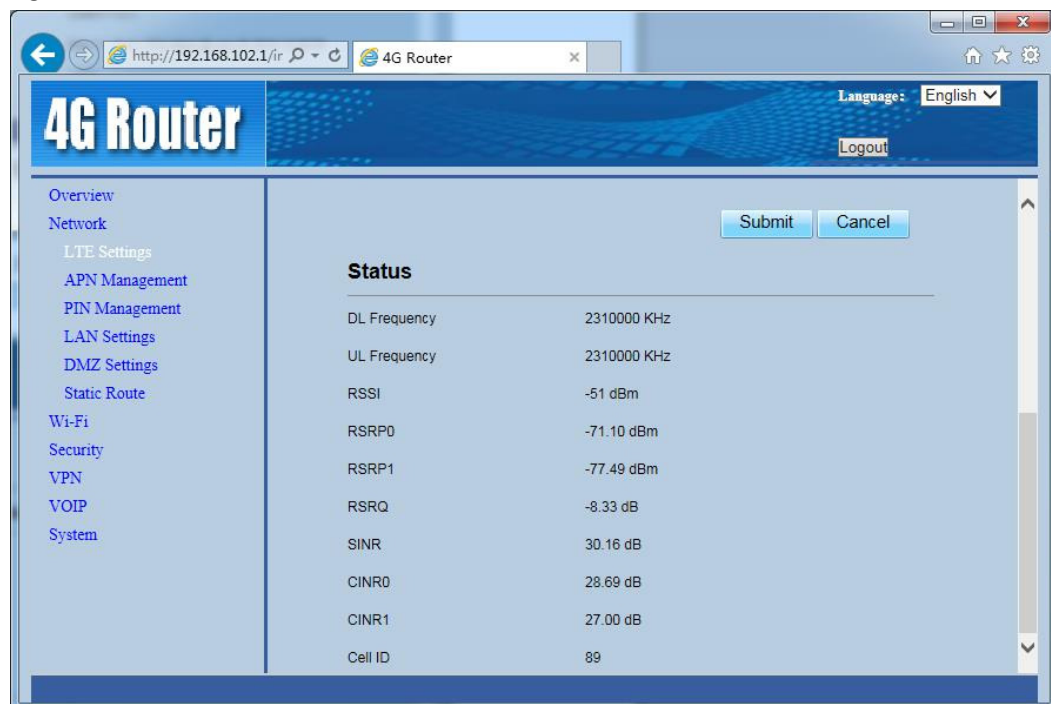 http://192.168.102.1/ir
4G Router
4G Router
Language: English
Logout
Overview
Network
LTE Settings
APN Management
PIN Management
LAN Settings
DMZ Settings
Static Route
Wi-Fi
Security
VPN
VOIP
System
Submit Cancel
Status
DL Frequency 2310000 KHz
UL Frequency 2310000 KHz
RSSI -51 dBm
RSRP0 -71.10 dBm
RSRP1 -77.49 dBm
RSRQ -8.33 dB
SINR 30.16 dB
CINR0 28.69 dB
CINR1 27.00 dB
Cell ID 89